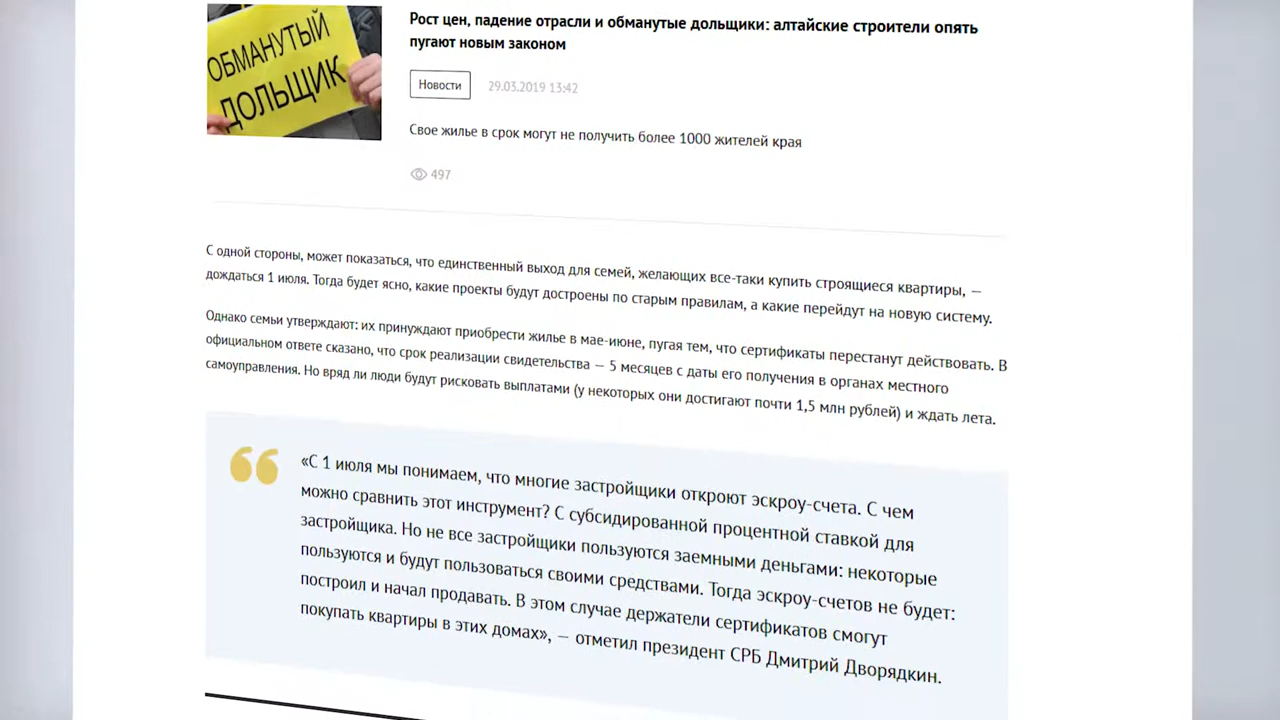 ОБМАНУТЫЙ
ДОЛЬЩИК
Рост цен, падение отрасли и обманутые дольщики: алтайские строители опять
пугают новым законом
Новости 29.03.2019 13:42
Свое жилье в срок могут не получить более 1000 жителей края
497
С одной стороны, может показаться, что единственный выход для семей, желающих все-таки купить строящиеся квартиры, —
дождаться 1 июля. Тогда будет ясно, какие проекты будут достроены по старым правилам, а какие перейдут на новую систему.
Однако семьи утверждают: их принуждают приобрести жилье в мае-июне, пугая тем, что сертификаты перестанут действовать. В
официальном ответе сказано, что срок реализации свидетельства — 5 месяцев с даты его получения в органах местного
самоуправления. Но вряд ли люди будут рисковать выплатами (у некоторых они достигают почти 1,5 млн рублей) и ждать лета.
«С 1 июля мы понимаем, что многие застройщики откроют эскроу-счета. С чем
можно сравнить этот инструмент? С субсидированной процентной ставкой для
застройщика. Но не все застройщики пользуются заемными деньгами: некоторые
пользуются и будут пользоваться своими средствами. Тогда эскроу-счетов не будет:
построил и начал продавать. В этом случае держатели сертификатов смогут
покупать квартиры в этих домах», — отметил президент СРБ Дмитрий Дворядкин.